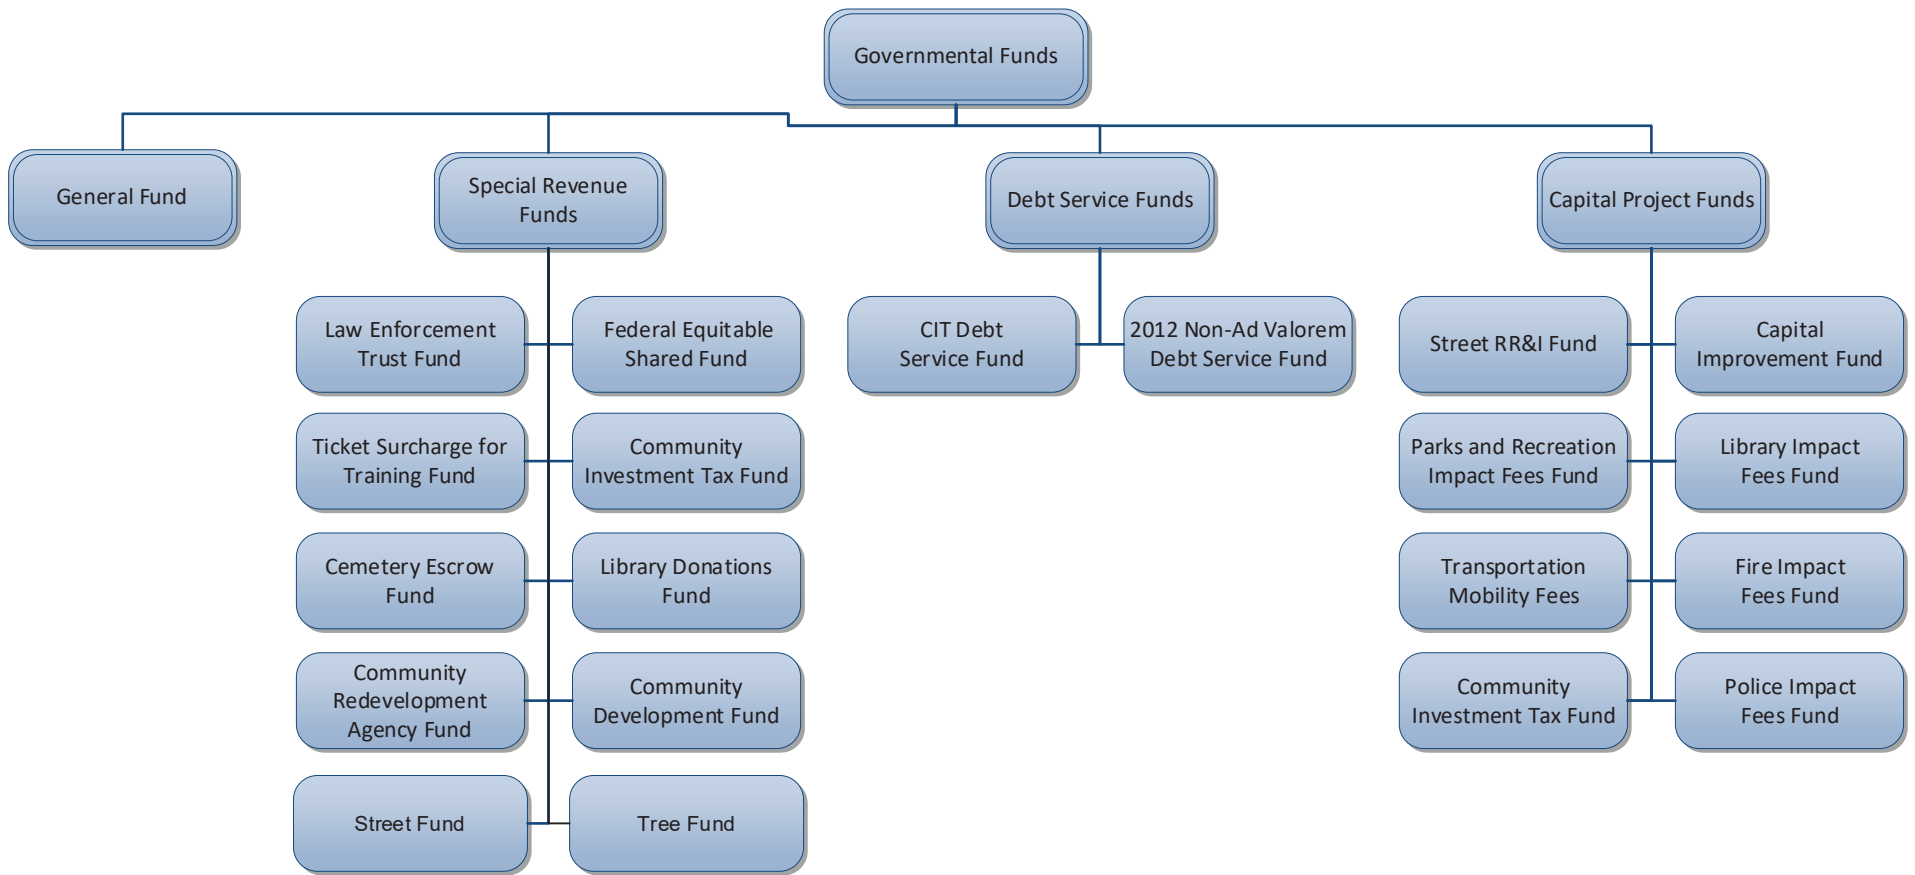 Governmental Funds
General Fund
Special Revenue
Funds
Debt Service Funds
Capital Project Funds
Law Enforcement
Trust Fund
Federal Equitable
Shared Fund
CIT Debt
Service Fund
2012 Non-Ad Valorem
Debt Service Fund
Street RR&I Fund
Capital
Improvement Fund
Ticket Surcharge for
Training Fund
Community
Investment Tax Fund
Parks and Recreation
Impact Fees Fund
Library Impact
Fees Fund
Cemetery Escrow
Fund
Library Donations
Fund
Transportation
Mobility Fees
Fire Impact
Fees Fund
Community
Redevelopment
Agency Fund
Community
Development Fund
Community
Investment Tax Fund
Police Impact
Fees Fund
Street Fund
Tree Fund